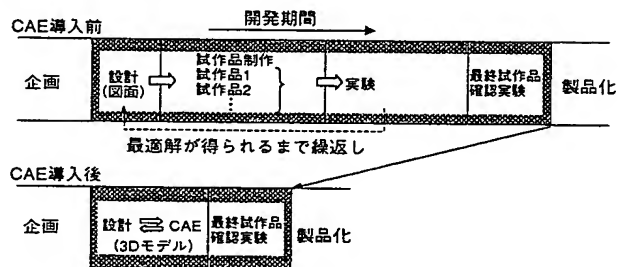 開発期間
CAE導入前
企画
設計
(図面)
試作品制作
試作品1
試作品2
実験
最終試作品
確認実験
製品化
最適解が得られるまで繰返し
CAE導入後
企画
設計 CAE
(3Dモデル)
最終試作品
確認実験
製品化